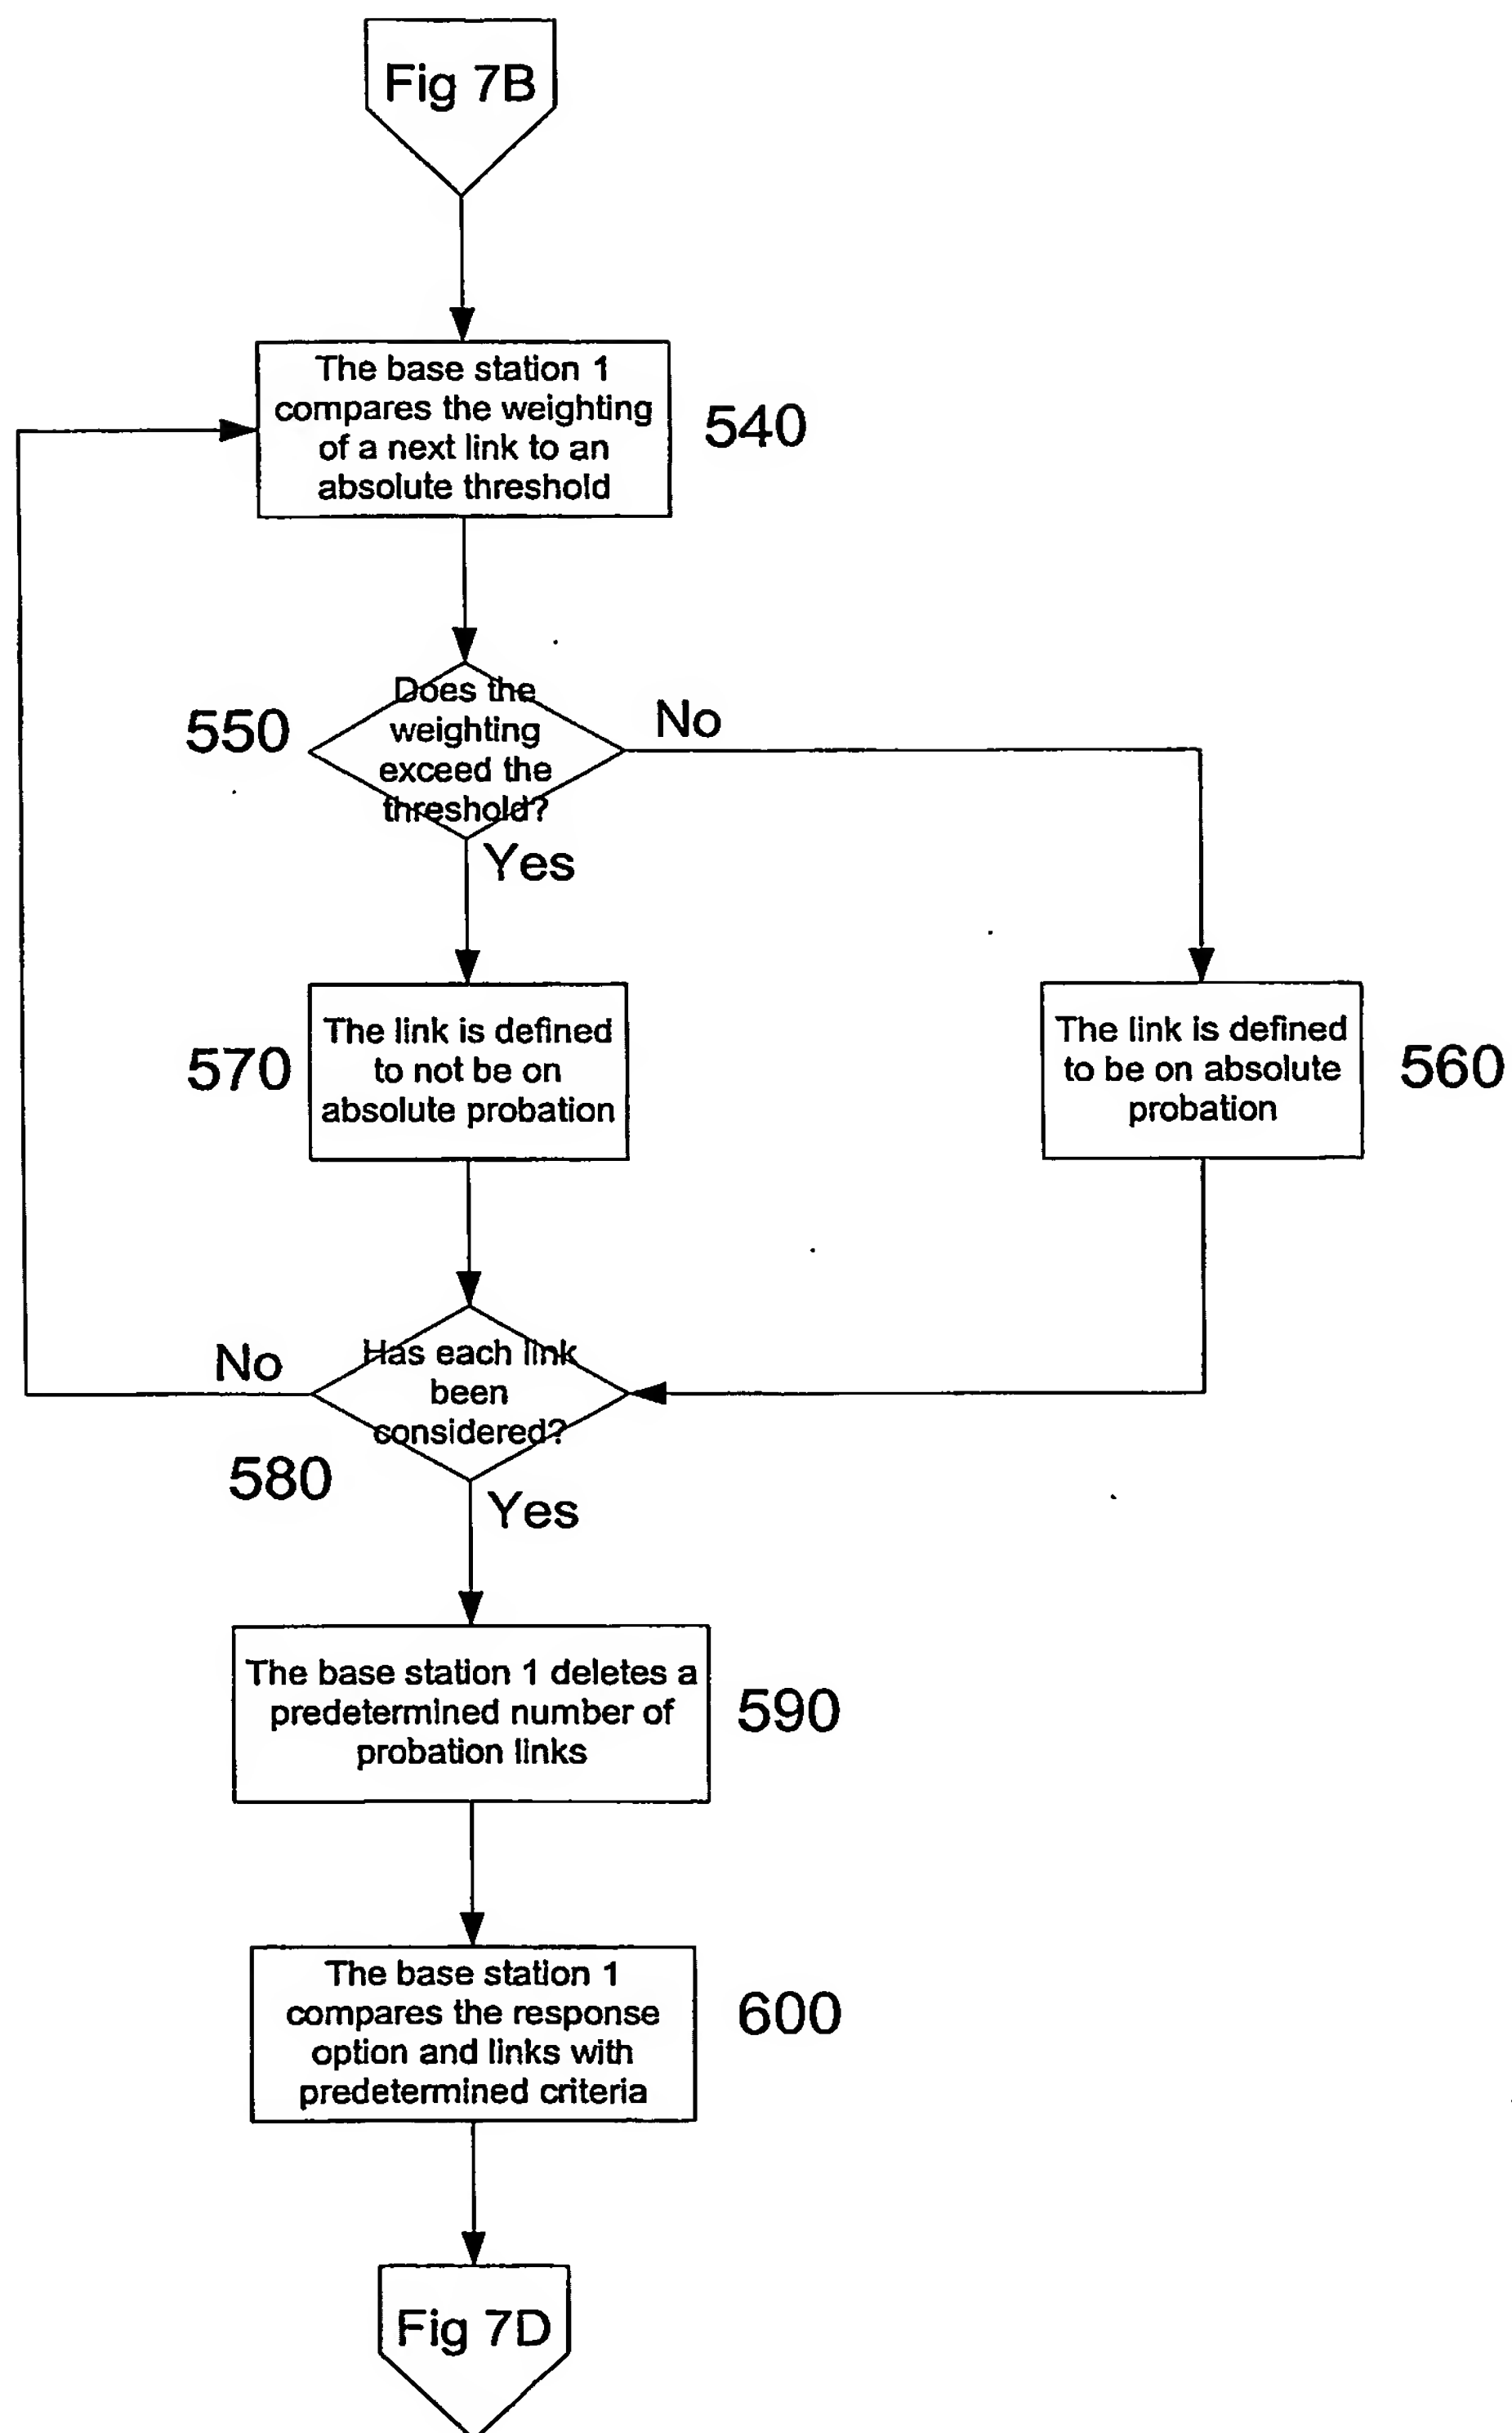 Fig 7B
The base station 1
compares the weighting
of a next link to an
absolute threshold
540
Does the
weighting
exceed the
threshold?
550
No
Yes
The link is defined
to not be on
absolute probation
570
The link is defined
to be on absolute
probation
560
Has each link
been
considered?
No
580
Yes
The base station 1 deletes a
predetermined number of
probation links
590
The base station 1
compares the response
option and links with
predetermined criteria
600
Fig 7D